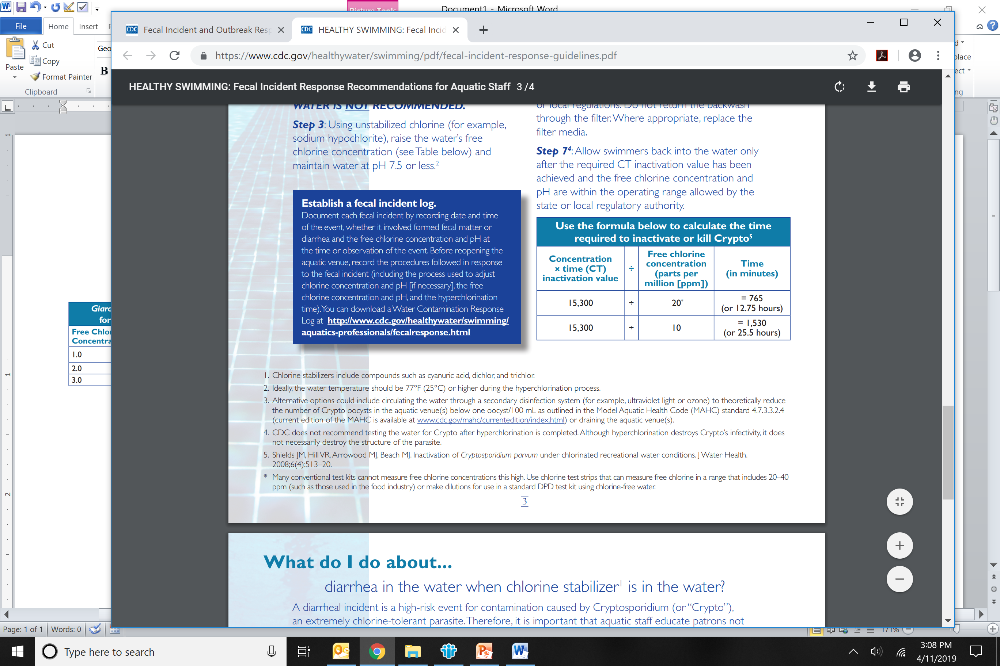 Document1 - Microsoft Word
Picture Tools
File
Home
Insert
Paste
Cut
Copy
Format Painter
Clipboard
B
Fecal Incident and Outbreak
HEALTHY SWIMMING: Fecal
https://www.cdc.gov/healthywater/swimming/pdf/fecal-incident-response-guidelines.pdf
HEALTHY SWIMMING: Fecal Incident Response Recommendations for Aquatic Staff 3 / 4
WATER IS NOT RECOMMENDED.
Step 3: Using unstabilized chlorine (for example,
sodium hypochlorite), raise the water's free
chlorine concentration (see Table below) and
maintain water at pH 7.5 or less.2
Establish a fecal incident log.
Document each fecal incident by recording date and time
of the event, whether it involved formed fecal matter or
diarrhea and the free chlorine concentration and pH at
the time or observation of the event. Before reopening the
aquatic venue, record the procedures followed in response
to the fecal incident (including the process used to adjust
chlorine concentration and pH [if necessary], the free
chlorine concentration and pH, and the hyperchlorination
time). You can download a Water Contamination Response
Log at http://www.cdc.gov/healthywater/swimming/
aquatics-professionals/fecalresponse.html
or local regulations. Do not return the backwash
through the filter. Where appropriate, replace the
filter media.
Step 74: Allow swimmers back into the water only
after the required CT inactivation value has been
achieved and the free chlorine concentration and
pH are within the operating range allowed by the
state or local regulatory authority.
Use the formula below to calculate the time
required to inactivate or kill Crypto5
Concentration
× time (CT)
inactivation value
÷
Free chlorine
concentration
(parts per
million [ppm])
Time
(in minutes)
15,300 ÷ 20* = 765
(or 12.75 hours)
15,300 ÷ 10 = 1,530
(or 25.5 hours)
1. Chlorine stabilizers include compounds such as cyanuric acid, dichlor, and trichlor.
2. Ideally, the water temperature should be 77°F (25°C) or higher during the hyperchlorination process.
3. Alternative options could include circulating the water through a secondary disinfection system (for example, ultraviolet light or ozone) to theoretically reduce
the number of Crypto oocysts in the aquatic venue(s) below one oocyst/100 mL as outlined in the Model Aquatic Health Code (MAHC) standard 4.7.3.3.2.4
(current edition of the MAHC is available at www.cdc.gov/mahc/currentedition/index.html) or draining the aquatic venue(s).
4. CDC does not recommend testing the water for Crypto after hyperchlorination is completed. Although hyperchlorination destroys Crypto's infectivity, it does
not necessarily destroy the structure of the parasite.
5. Shields JM, Hill VR, Arrowood MJ, Beach MJ. Inactivation of Cryptosporidium parvum under chlorinated recreational water conditions. J Water Health.
2008;6(4):513–20.
* Many conventional test kits cannot measure free chlorine concentrations this high. Use chlorine test strips that can measure free chlorine in a range that includes 20–40
ppm (such as those used in the food industry) or make dilutions for use in a standard DPD test kit using chlorine-free water.
3
What do I do about...
diarrhea in the water when chlorine stabilizer1 is in the water?
A diarrheal incident is a high-risk event for contamination caused by Cryptosporidium (or "Crypto"),
an extremely chlorine-tolerant parasite. Therefore, it is important that aquatic staff educate patrons not
for
Free
1.0
2.0
3.0
Page: 1 of 1
Words: 0
171%
Type here to search
3:08 PM
4/11/2019